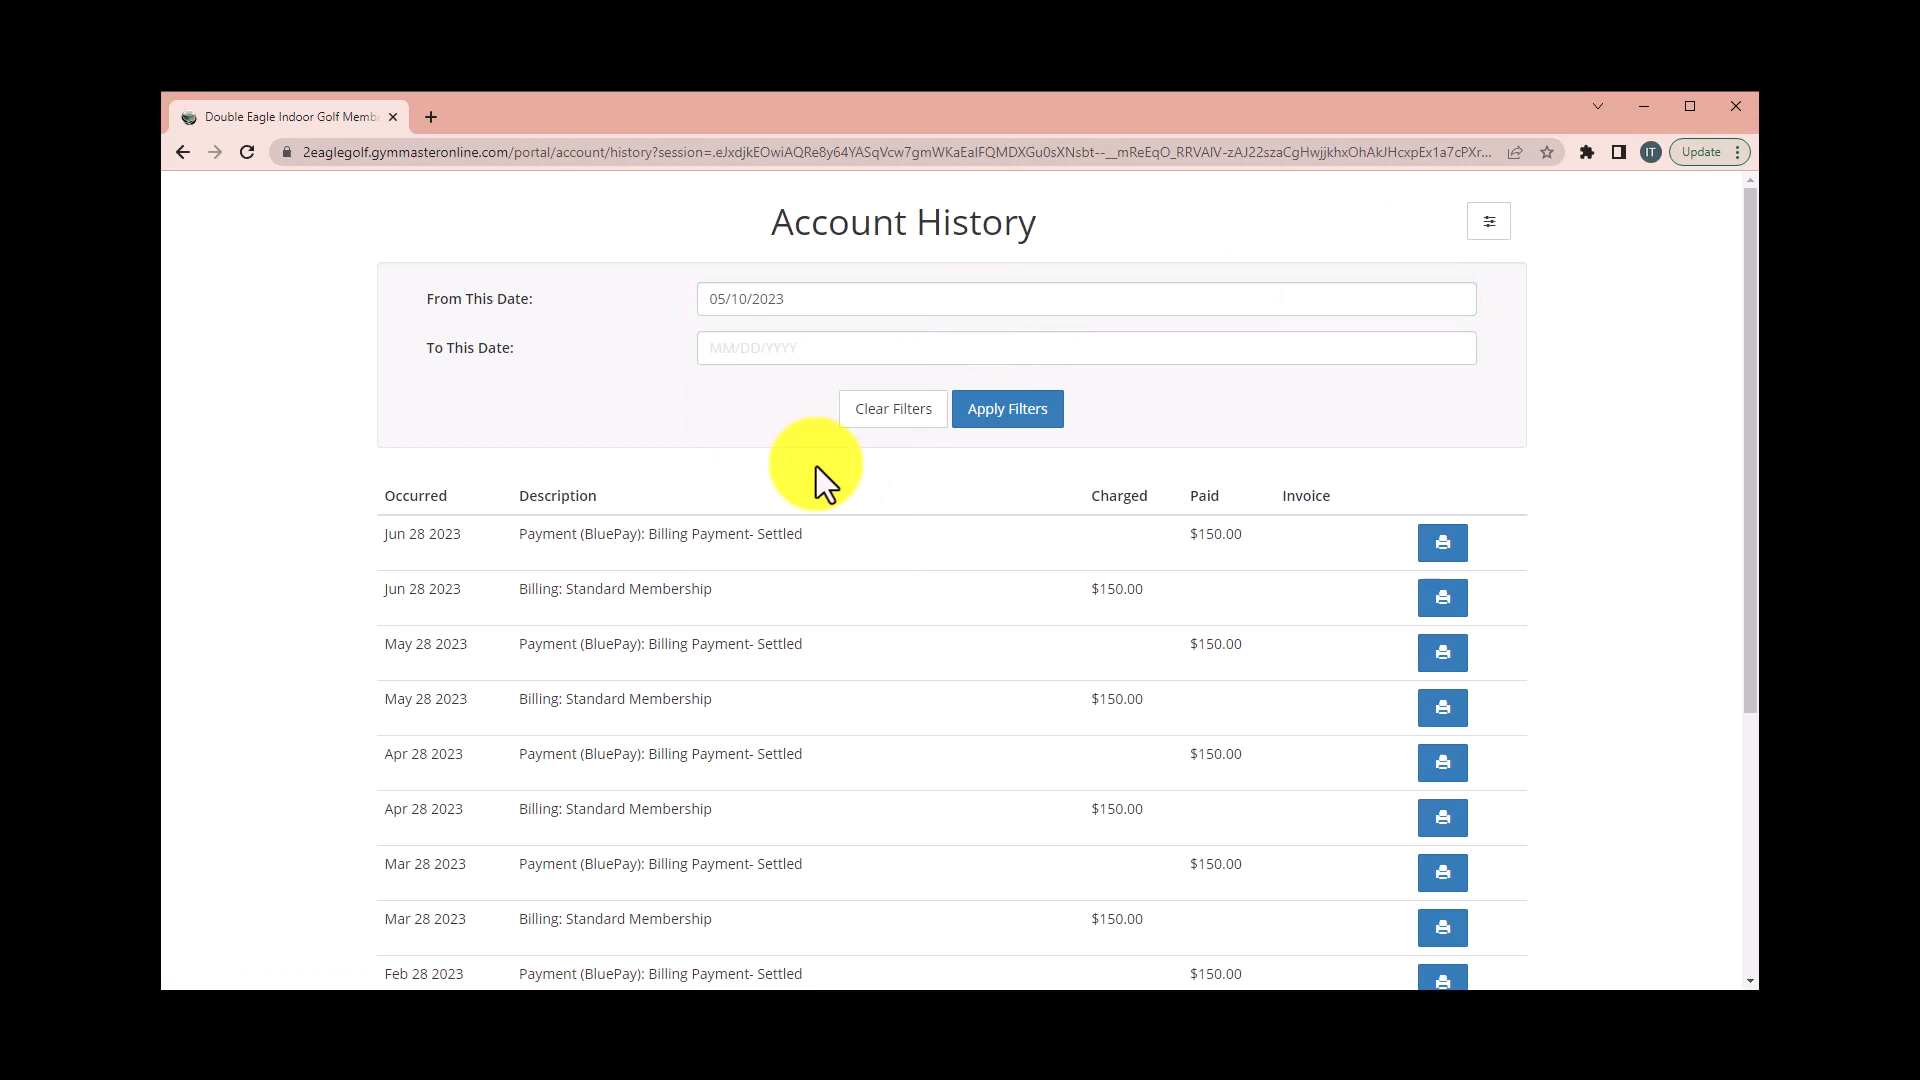 Double Eagle Indoor Golf Memb
2eaglegolf.gymmasteronline.com/portal/account/history?session=
IT
Update
Account History
From This Date:
05/10/2023
To This Date:
MM/DD/YYYY
Clear Filters
Apply Filters
Occurred Description Charged Paid Invoice
Jun 28 2023 Payment (BluePay): Billing Payment- Settled $150.00
Jun 28 2023 Billing: Standard Membership $150.00
May 28 2023 Payment (BluePay): Billing Payment- Settled $150.00
May 28 2023 Billing: Standard Membership $150.00
Apr 28 2023 Payment (BluePay): Billing Payment- Settled $150.00
Apr 28 2023 Billing: Standard Membership $150.00
Mar 28 2023 Payment (BluePay): Billing Payment- Settled $150.00
Mar 28 2023 Billing: Standard Membership $150.00
Feb 28 2023 Payment (BluePay): Billing Payment- Settled $150.00